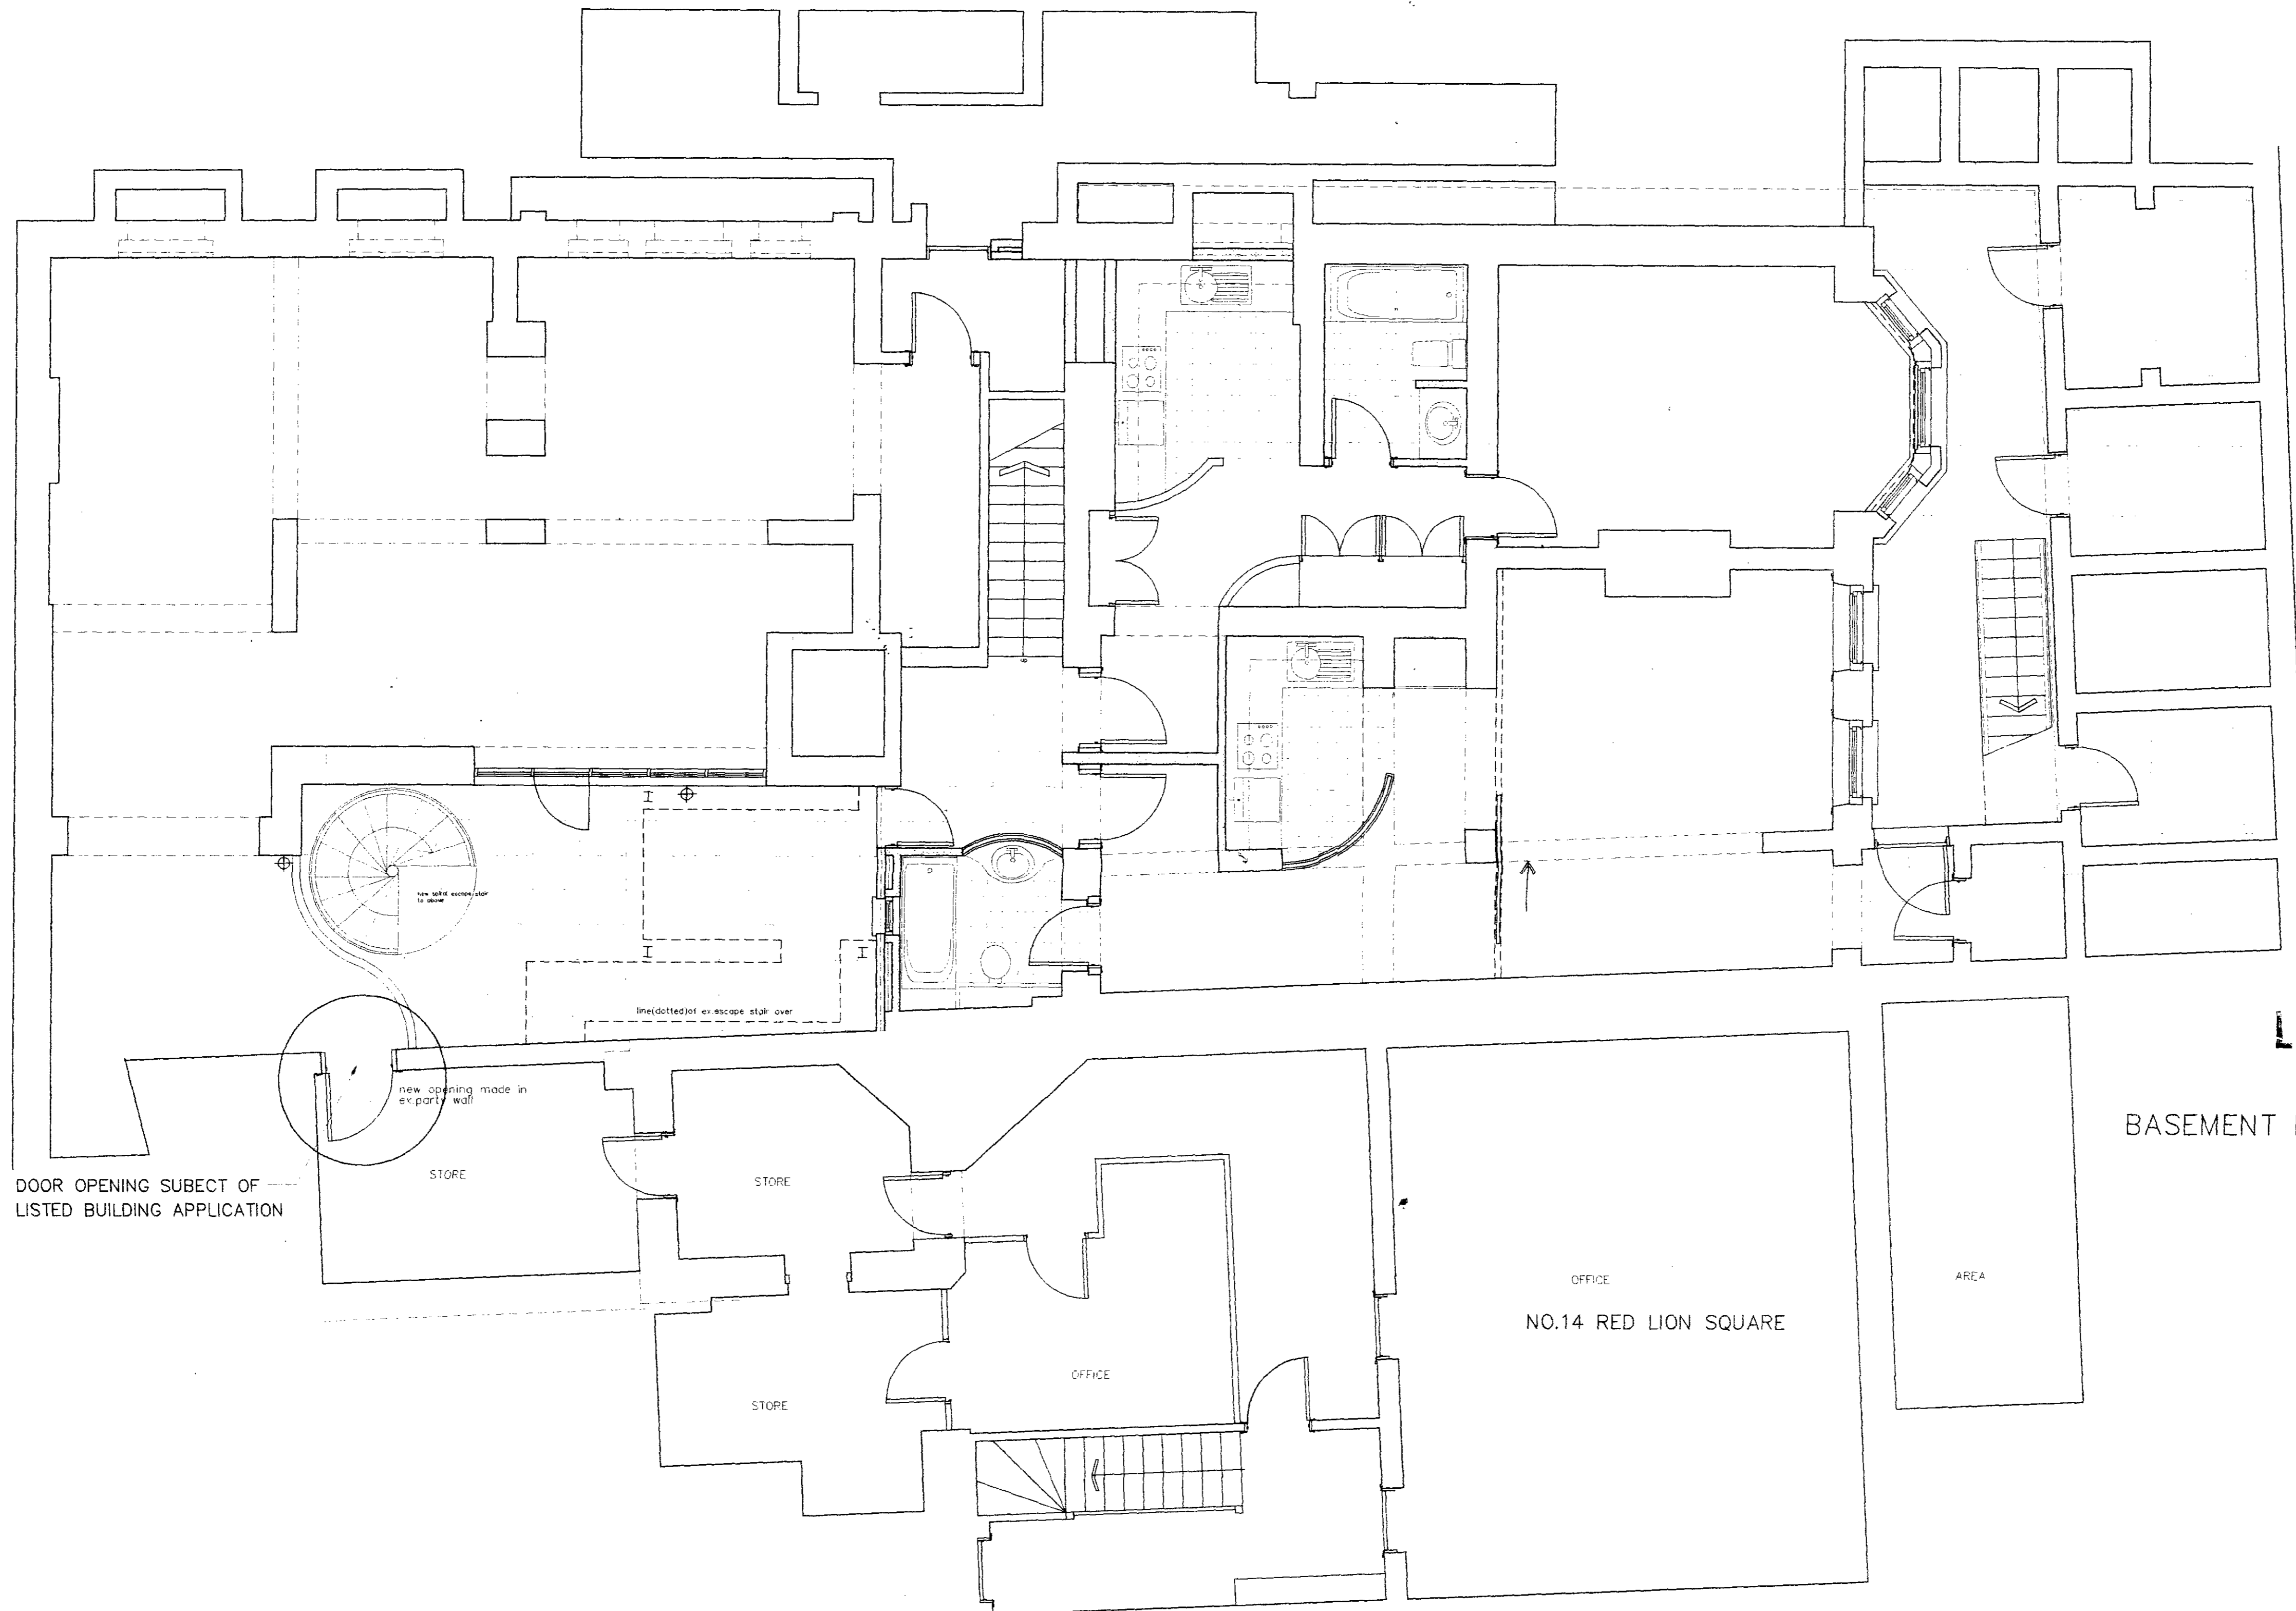 new spiral escape stair
to above
line(dotted)of ex.escape stair over
new opening made in
ex.party wall
DOOR OPENING SUBECT OF
LISTED BUILDING APPLICATION
STORE
STORE
STORE
OFFICE
OFFICE
NO.14 RED LION SQUARE
AREA
BASEMENT